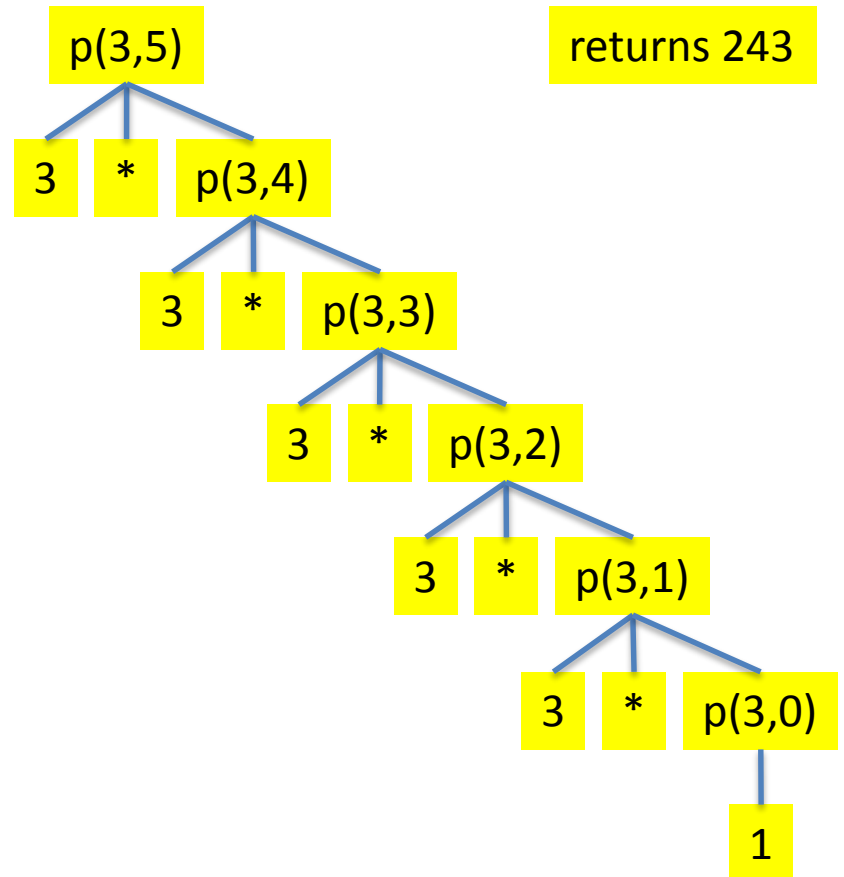 p(3,5)
returns 243
3 * p(3,4)
3 * p(3,3)
3 * p(3,2)
3 * p(3,1)
3 * p(3,0)
1